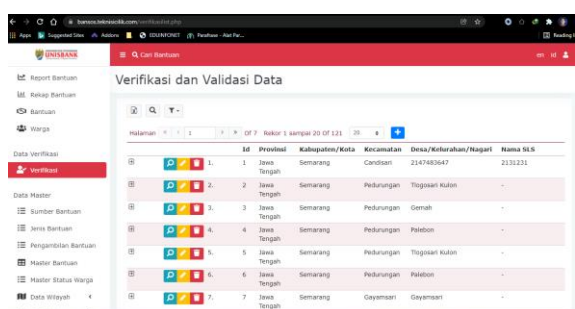 bansos.teknisicilik.com/verifikasilist.php
Apps Suggested Sites Addons EDUINFONET Parafrase - Alat Par... Reading
UNISBANK
Cari Bantuan en id
Report Bantuan
Rekap Bantuan
Bantuan
Warga
Data Verifikasi
Verifikasi
Data Master
Sumber Bantuan
Jenis Bantuan
Pengambilan Bantuan
Master Bantuan
Master Status Warga
Data Wilayah
Verifikasi dan Validasi Data
Halaman 1 Of 7 Rekor 1 sampai 20 Of 121 20
Id Provinsi Kabupaten/Kota Kecamatan Desa/Kelurahan/Nagari Nama SLS
1. 1 Jawa Tengah Semarang Candisari 2147483647 2131231
2. 2 Jawa Tengah Semarang Pedurungan Tlogosari Kulon -
3. 3 Jawa Tengah Semarang Pedurungan Gemah -
4. 4 Jawa Tengah Semarang Pedurungan Palebon -
5. 5 Jawa Tengah Semarang Pedurungan Tlogosari Kulon -
6. 6 Jawa Tengah Semarang Pedurungan Palebon -
7. 7 Jawa Tengah Semarang Gayamsari Gayamsari -